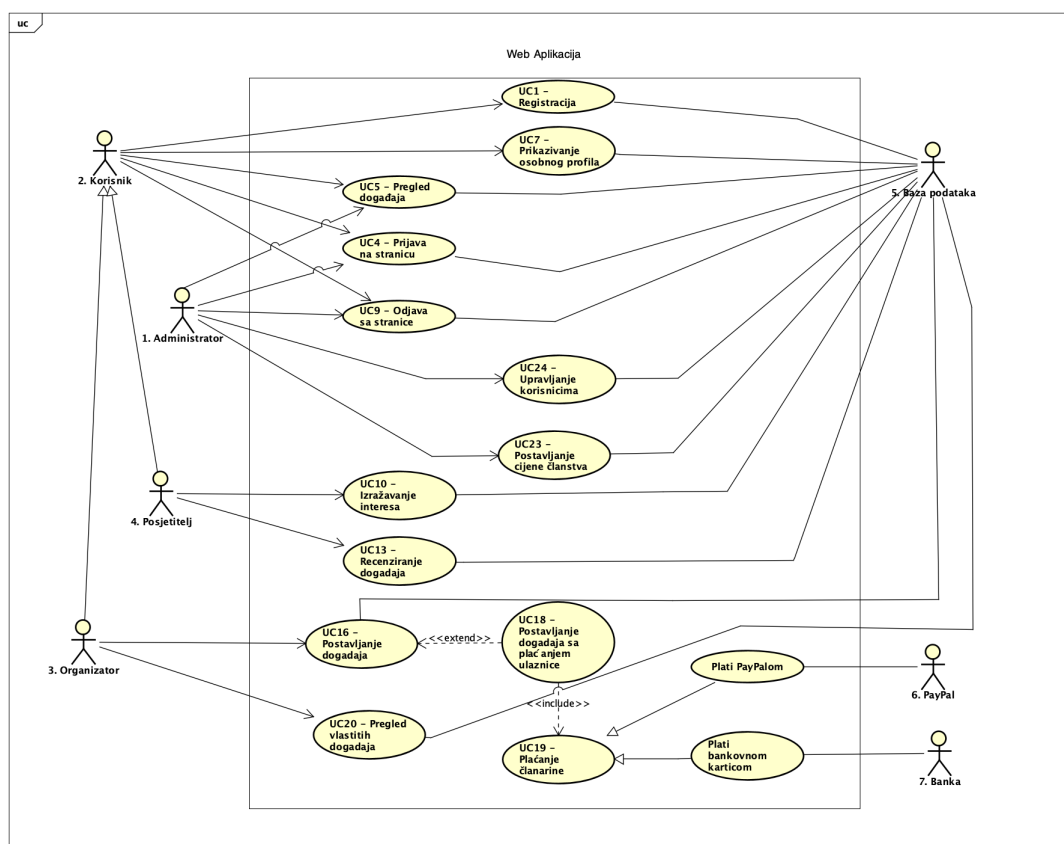 uc
Web Aplikacija
UC1 -
Registracija
UC7 -
Prikazivanje
osobnog profila
2. Korisnik
5. Baza podataka
UC5 - Pregled
događaja
UC4 - Prijava
na stranicu
1. Administrator
UC9 - Odjava
sa stranice
UC24 -
Upravljanje
korisnicima
UC23 -
Postavljanje
cijene članstva
4. Posjetitelj
UC10 -
Izražavanje
interesa
UC13 -
Recenziranje
događaja
3. Organizator
UC16 -
Postavljanje
događaja
<<extend>>
UC18 -
Postavljanje
događaja sa
plaćanjem
ulaznice
Plati PayPalom
6. PayPal
<<include>>
UC20 - Pregled
vlastitih
događaja
UC19 -
Plaćanje
članarine
Plati
bankovnom
karticom
7. Banka